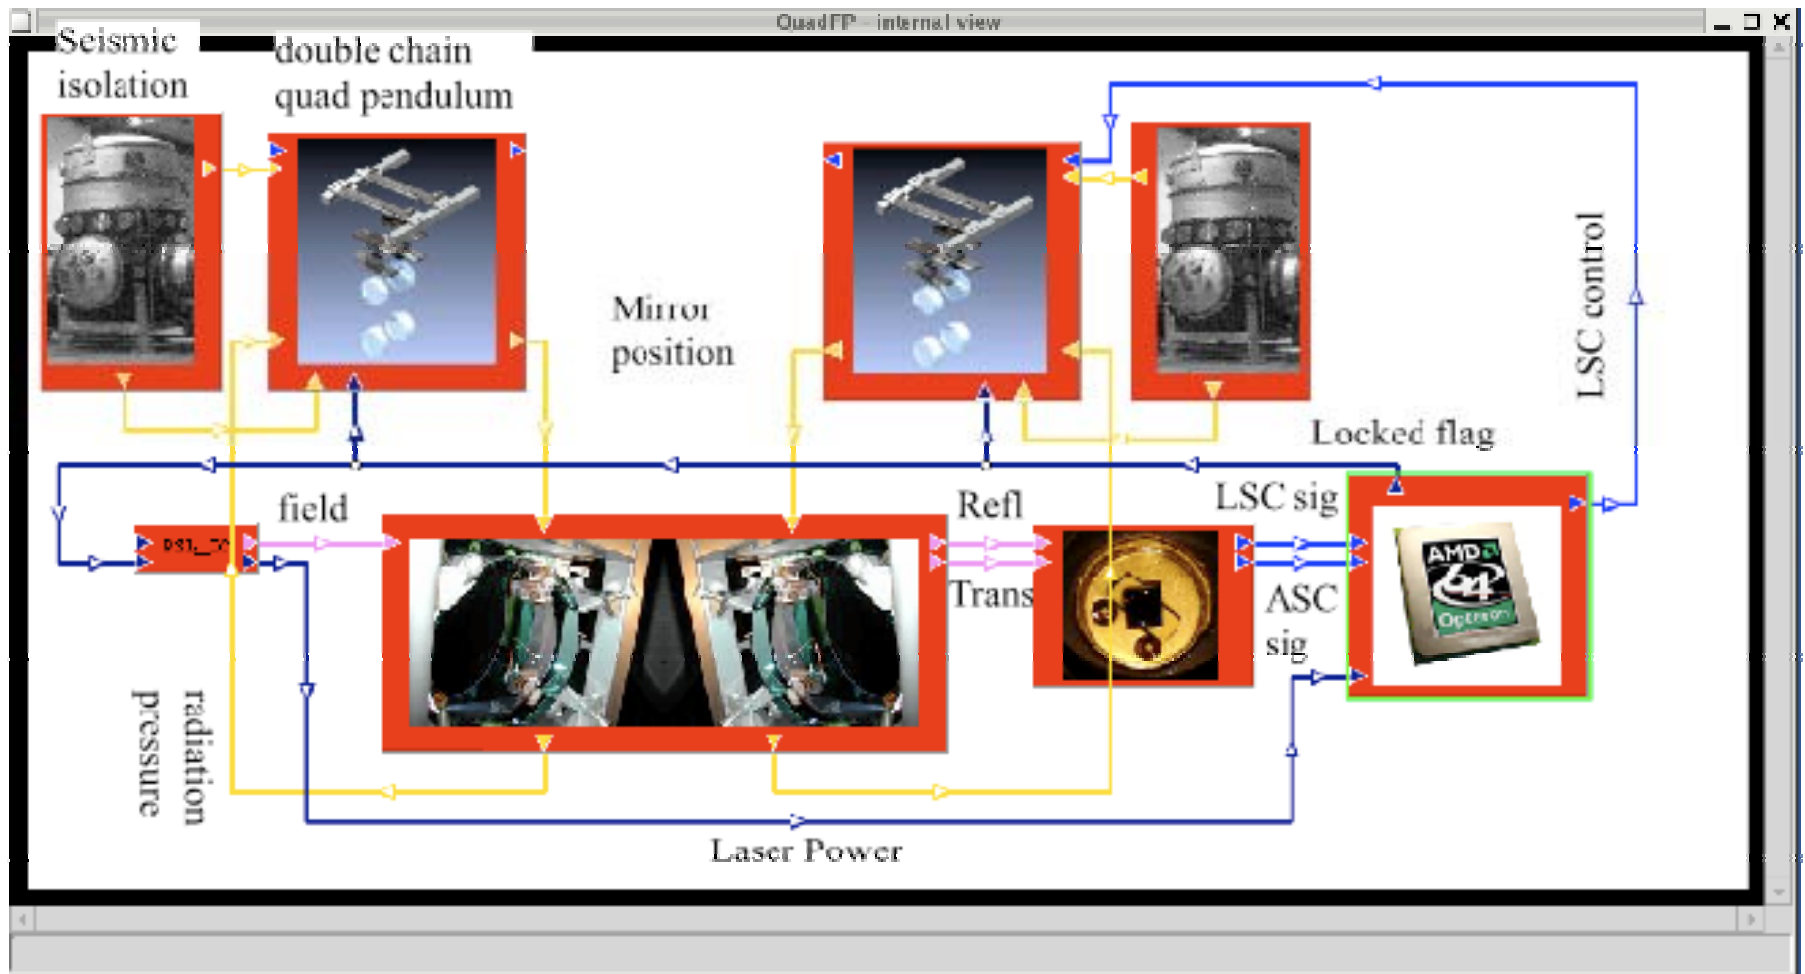 QuadFP - internal view
Seismic
isolation
double chain
quad pendulum
Mirror
position
LSC control
Locked flag
field
Refl
LSC sig
Trans
ASC
sig
AMD
64
Opteron
radiation
pressure
Laser Power